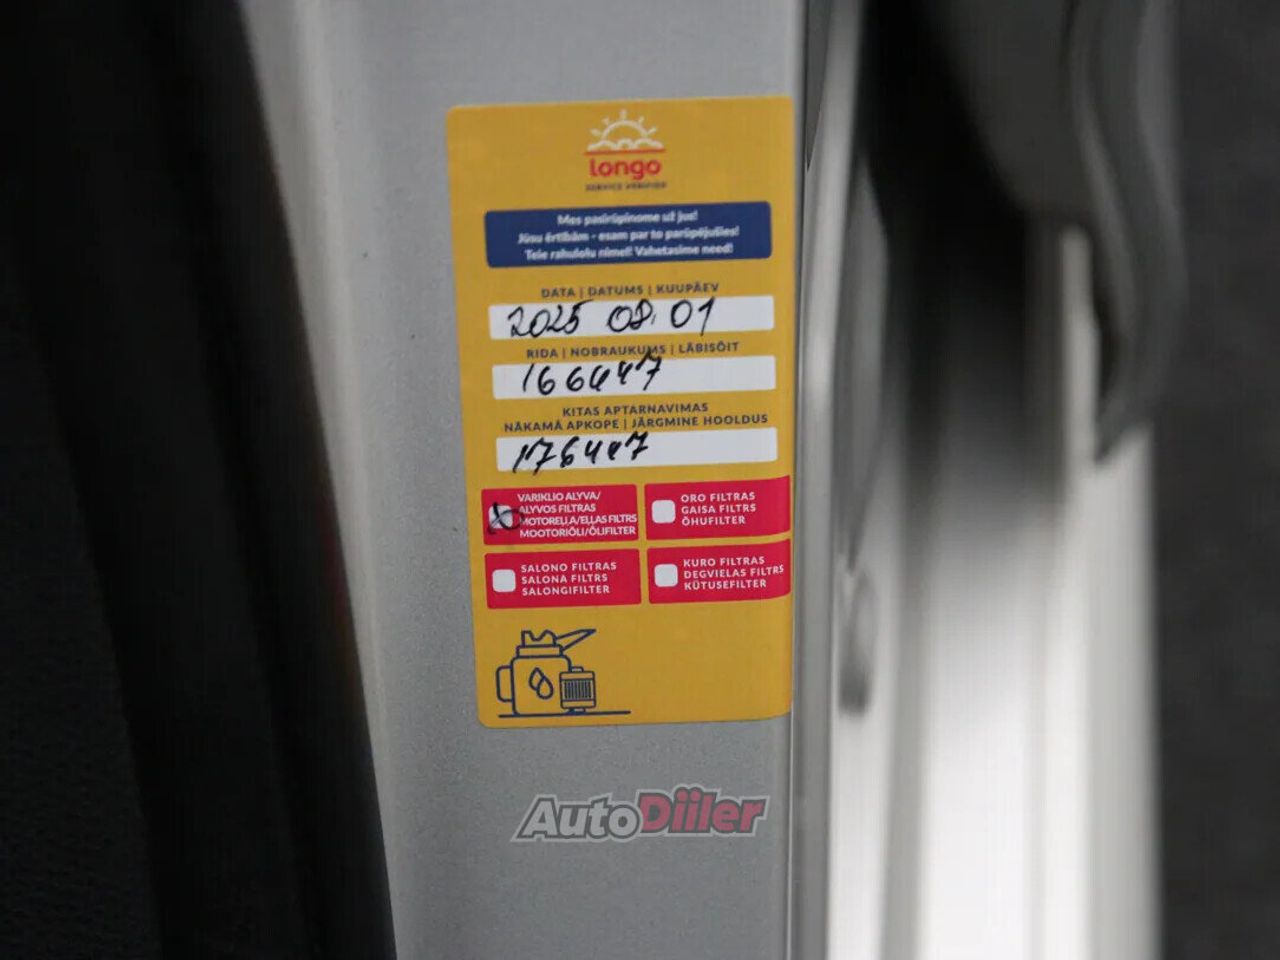 longo
SERVICE VERIFIED
Mes pasirūpinome už jus!
Jūsu ērtībām - esam par to parūpējušies!
Teie rahulolu nimel! Vahetasime need!
DATA | DATUMS | KUUPÄEV
2025 08.01
RIDA | NOBRAUKUMS | LÄBISÕIT
166447
KITAS APTARNAVIMAS
NĀKAMĀ APKOPE | JÄRGMINE HOOLDUS
176447
VARIKLIO ALYVA/
ALYVOS FILTRAS
MOTOREĻĻA/EĻĻAS FILTRS
MOOTORIÕLI/ÕLIFILTER
ORO FILTRAS
GAISA FILTRS
ÕHUFILTER
SALONO FILTRAS
SALONA FILTRS
SALONGIFILTER
KURO FILTRAS
DEGVIELAS FILTRS
KÜTUSEFILTER
AutoDiiler